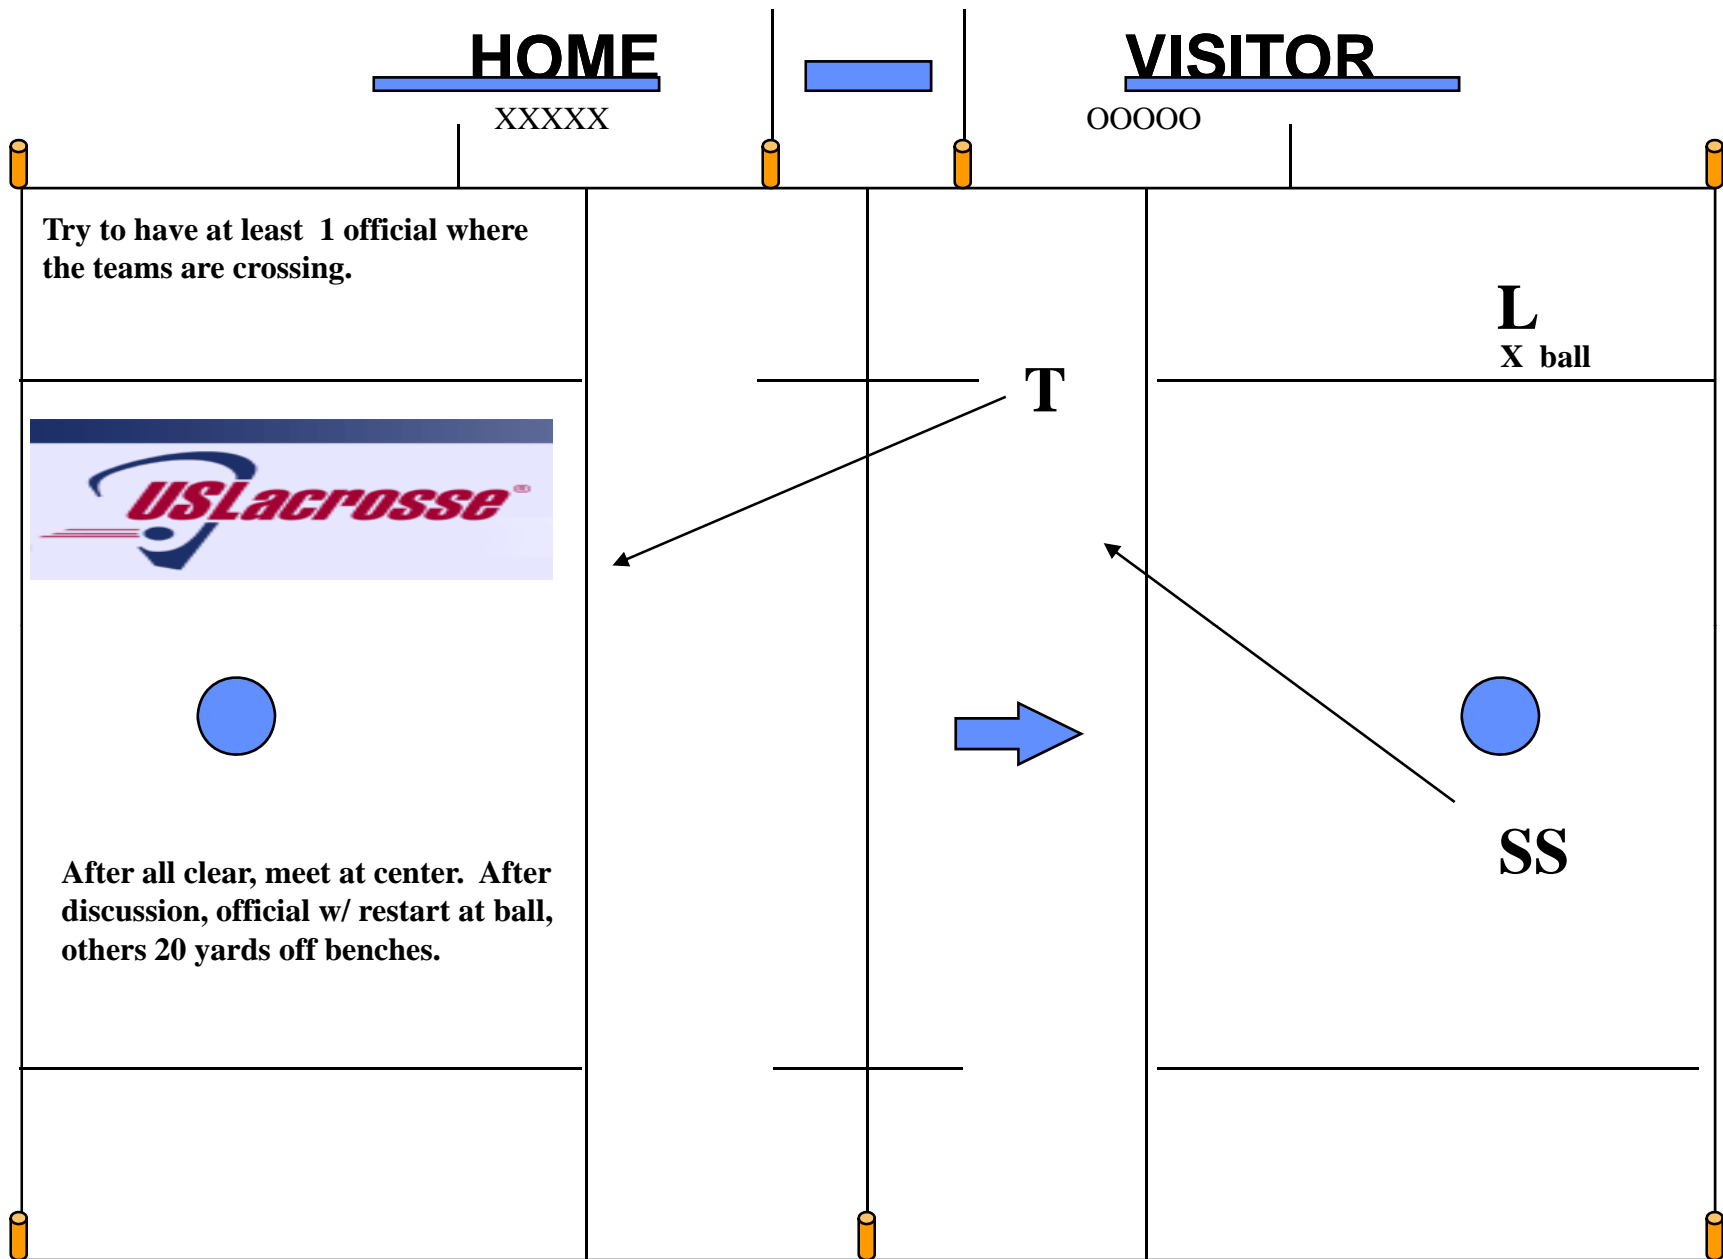 HOME VISITOR
XXXXX OOOOO
Try to have at least 1 official where
the teams are crossing.
L
X ball
T
USLacrosse®
SS
After all clear, meet at center. After
discussion, official w/ restart at ball,
others 20 yards off benches.